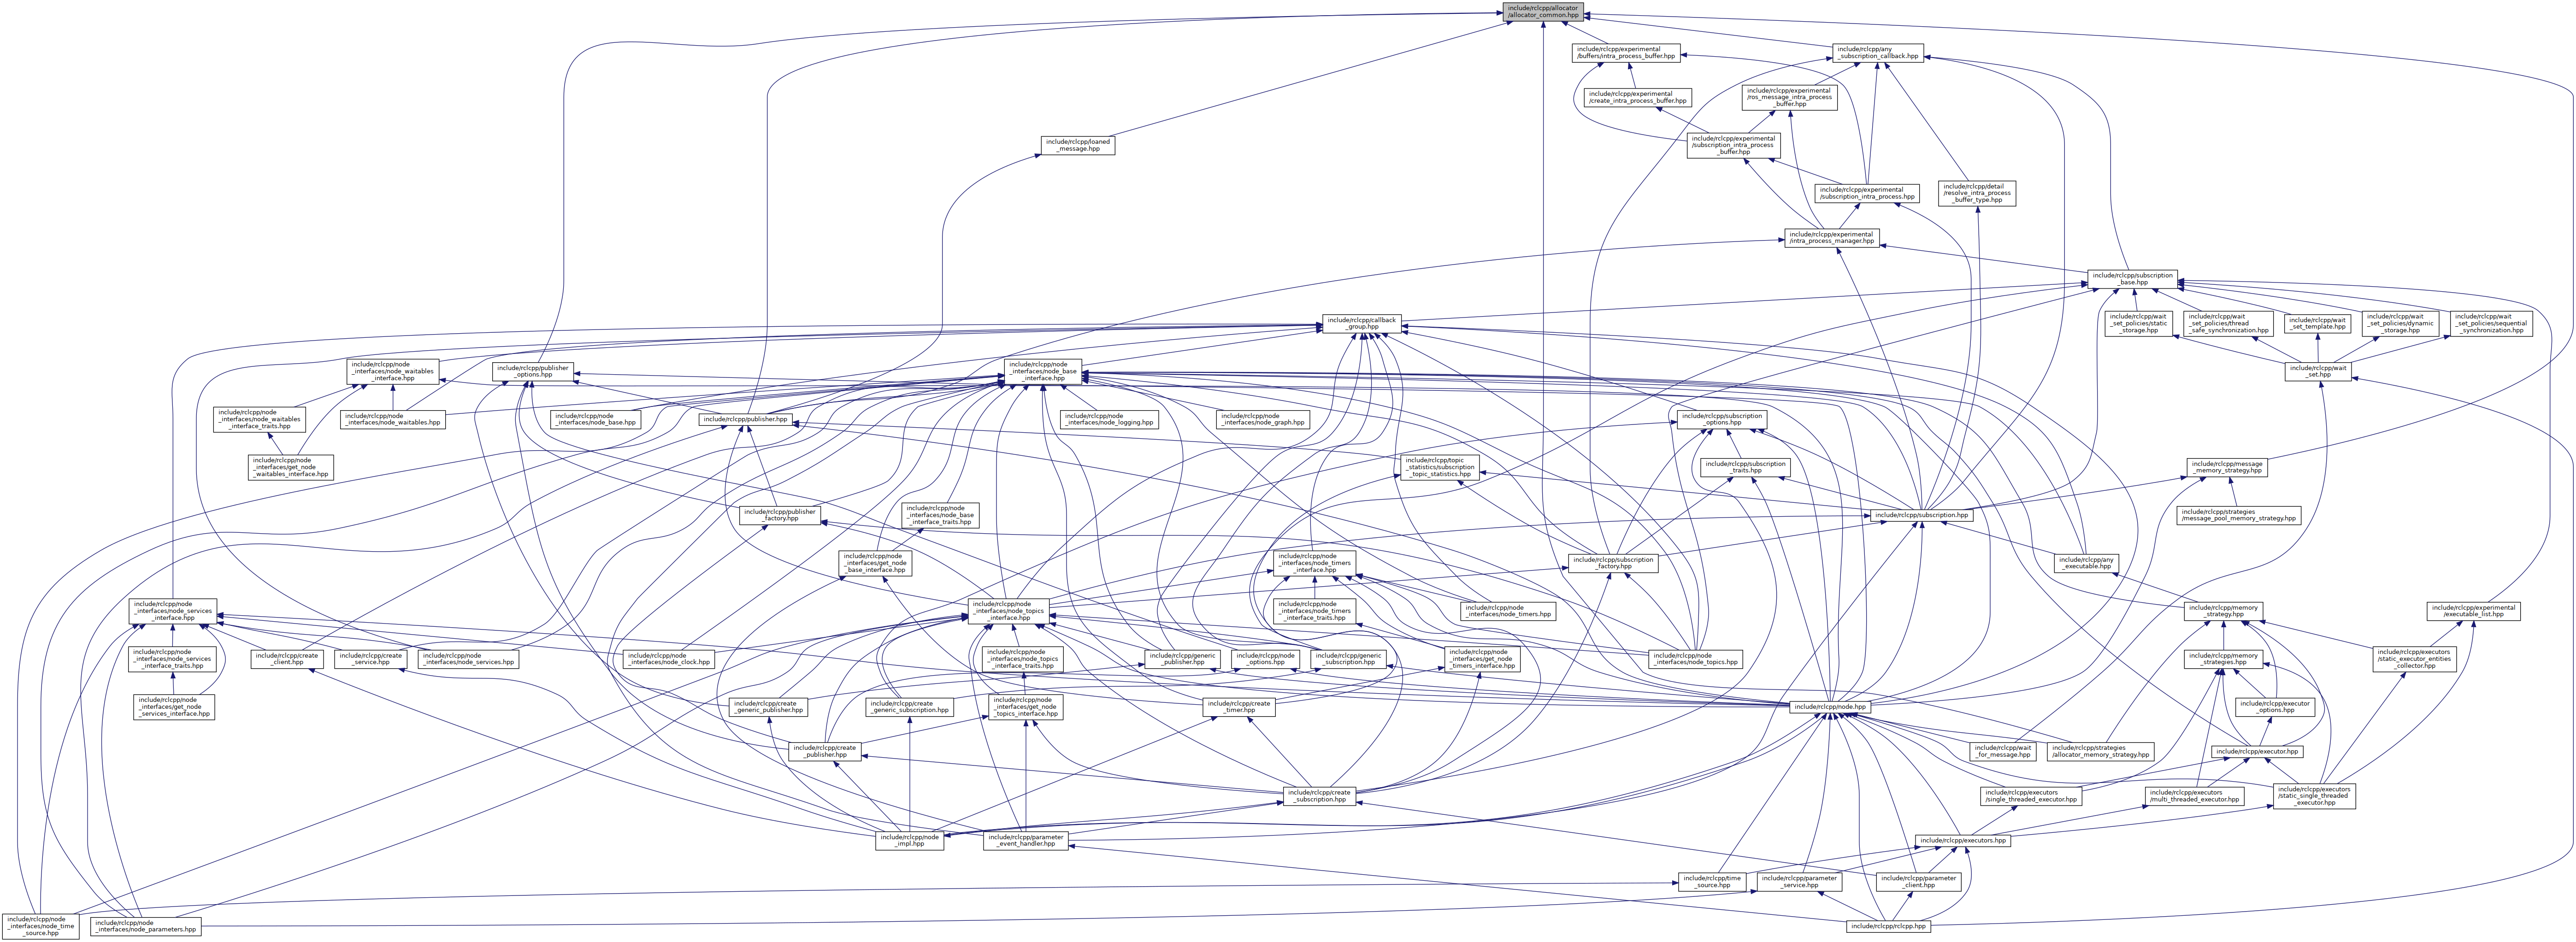 include/rclcpp/allocator
/allocator_common.hpp
include/rclcpp/experimental
/buffers/intra_process_buffer.hpp
include/rclcpp/any
_subscription_callback.hpp
include/rclcpp/experimental
/create_intra_process_buffer.hpp
include/rclcpp/experimental
/ros_message_intra_process
_buffer.hpp
include/rclcpp/loaned
_message.hpp
include/rclcpp/experimental
/subscription_intra_process
_buffer.hpp
include/rclcpp/experimental
/subscription_intra_process.hpp
include/rclcpp/detail
/resolve_intra_process
_buffer_type.hpp
include/rclcpp/experimental
/intra_process_manager.hpp
include/rclcpp/subscription
_base.hpp
include/rclcpp/callback
_group.hpp
include/rclcpp/wait
_set_policies/static
_storage.hpp
include/rclcpp/wait
_set_policies/thread
_safe_synchronization.hpp
include/rclcpp/wait
_set_template.hpp
include/rclcpp/wait
_set_policies/dynamic
_storage.hpp
include/rclcpp/wait
_set_policies/sequential
_synchronization.hpp
include/rclcpp/node
_interfaces/node_waitables
_interface.hpp
include/rclcpp/publisher
_options.hpp
include/rclcpp/node
_interfaces/node_base
_interface.hpp
include/rclcpp/wait
_set.hpp
include/rclcpp/node
_interfaces/node_waitables
_interface_traits.hpp
include/rclcpp/node
_interfaces/node_waitables.hpp
include/rclcpp/node
_interfaces/node_base.hpp
include/rclcpp/publisher.hpp
include/rclcpp/node
_interfaces/node_logging.hpp
include/rclcpp/node
_interfaces/node_graph.hpp
include/rclcpp/subscription
_options.hpp
include/rclcpp/node
_interfaces/get_node
_waitables_interface.hpp
include/rclcpp/topic
_statistics/subscription
_topic_statistics.hpp
include/rclcpp/subscription
_traits.hpp
include/rclcpp/message
_memory_strategy.hpp
include/rclcpp/publisher
_factory.hpp
include/rclcpp/node
_interfaces/node_base
_interface_traits.hpp
include/rclcpp/subscription.hpp
include/rclcpp/strategies
/message_pool_memory_strategy.hpp
include/rclcpp/node
_interfaces/get_node
_base_interface.hpp
include/rclcpp/node
_interfaces/node_timers
_interface.hpp
include/rclcpp/subscription
_factory.hpp
include/rclcpp/any
_executable.hpp
include/rclcpp/node
_interfaces/node_services
_interface.hpp
include/rclcpp/node
_interfaces/node_topics
_interface.hpp
include/rclcpp/node
_interfaces/node_timers
_interface_traits.hpp
include/rclcpp/node
_interfaces/node_timers.hpp
include/rclcpp/memory
_strategy.hpp
include/rclcpp/experimental
/executable_list.hpp
include/rclcpp/node
_interfaces/node_services
_interface_traits.hpp
include/rclcpp/create
_client.hpp
include/rclcpp/create
_service.hpp
include/rclcpp/node
_interfaces/node_services.hpp
include/rclcpp/node
_interfaces/node_clock.hpp
include/rclcpp/node
_interfaces/node_topics
_interface_traits.hpp
include/rclcpp/generic
_publisher.hpp
include/rclcpp/node
_options.hpp
include/rclcpp/generic
_subscription.hpp
include/rclcpp/node
_interfaces/get_node
_timers_interface.hpp
include/rclcpp/node
_interfaces/node_topics.hpp
include/rclcpp/memory
_strategies.hpp
include/rclcpp/executors
/static_executor_entities
_collector.hpp
include/rclcpp/node
_interfaces/get_node
_services_interface.hpp
include/rclcpp/create
_generic_publisher.hpp
include/rclcpp/create
_generic_subscription.hpp
include/rclcpp/node
_interfaces/get_node
_topics_interface.hpp
include/rclcpp/create
_timer.hpp
include/rclcpp/node.hpp
include/rclcpp/executor
_options.hpp
include/rclcpp/create
_publisher.hpp
include/rclcpp/wait
_for_message.hpp
include/rclcpp/strategies
/allocator_memory_strategy.hpp
include/rclcpp/executor.hpp
include/rclcpp/create
_subscription.hpp
include/rclcpp/executors
/single_threaded_executor.hpp
include/rclcpp/executors
/multi_threaded_executor.hpp
include/rclcpp/executors
/static_single_threaded
_executor.hpp
include/rclcpp/node
_impl.hpp
include/rclcpp/parameter
_event_handler.hpp
include/rclcpp/executors.hpp
include/rclcpp/time
_source.hpp
include/rclcpp/parameter
_service.hpp
include/rclcpp/parameter
_client.hpp
include/rclcpp/node
_interfaces/node_time
_source.hpp
include/rclcpp/node
_interfaces/node_parameters.hpp
include/rclcpp/rclcpp.hpp